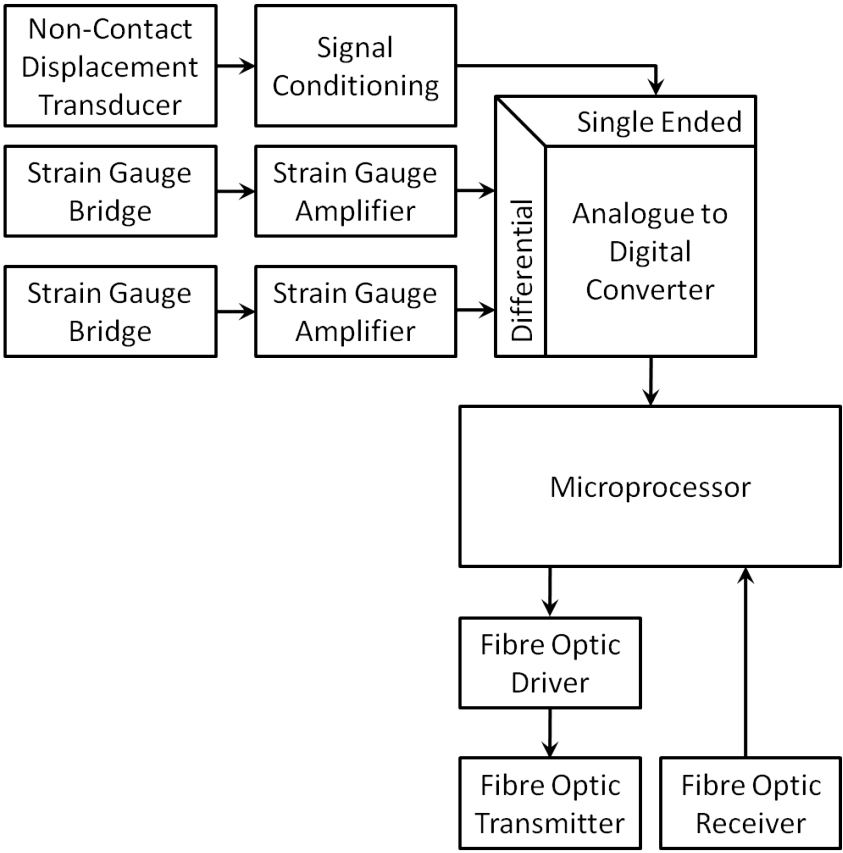 Non-Contact
Displacement
Transducer
Signal
Conditioning
Single Ended
Strain Gauge
Bridge
Strain Gauge
Amplifier
Differential
Analogue to
Digital
Converter
Strain Gauge
Bridge
Strain Gauge
Amplifier
Microprocessor
Fibre Optic
Driver
Fibre Optic
Transmitter
Fibre Optic
Receiver